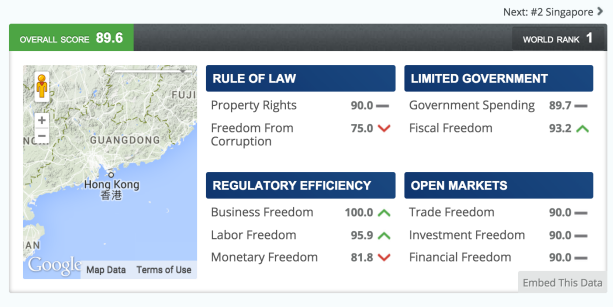 Next: #2 Singapore
OVERALL SCORE 89.6
WORLD RANK 1
FUJI
GUANGDONG
Hong Kong
香港
AN
Google
Map Data Terms of Use
RULE OF LAW
Property Rights 90.0
Freedom From
Corruption 75.0
LIMITED GOVERNMENT
Government Spending 89.7
Fiscal Freedom 93.2
REGULATORY EFFICIENCY
Business Freedom 100.0
Labor Freedom 95.9
Monetary Freedom 81.8
OPEN MARKETS
Trade Freedom 90.0
Investment Freedom 90.0
Financial Freedom 90.0
Embed This Data